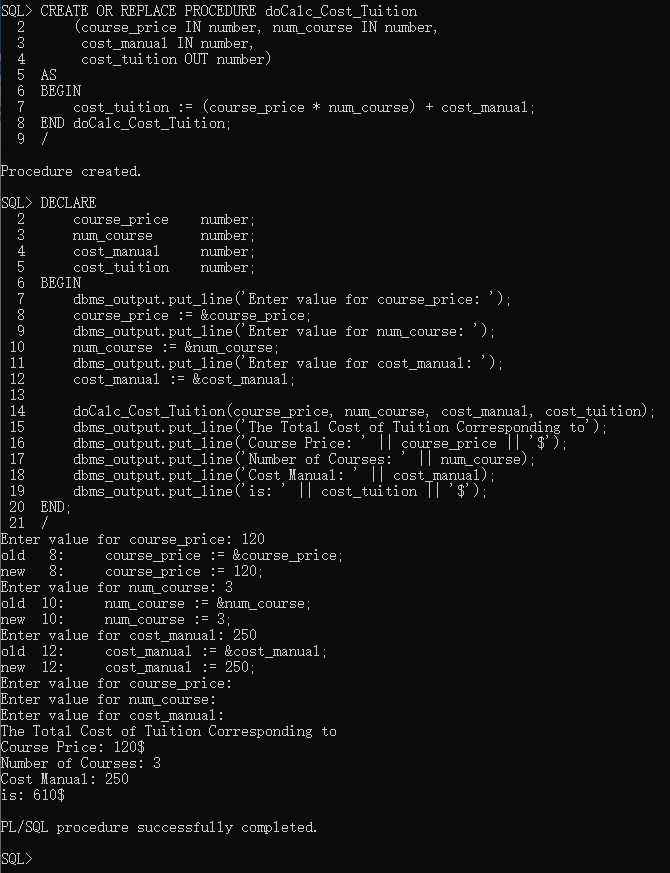 SQL> CREATE OR REPLACE PROCEDURE doCalc_Cost_Tuition
  2      (course_price IN number, num_course IN number,
  3       cost_manual IN number,
  4       cost_tuition OUT number)
  5  AS
  6  BEGIN
  7      cost_tuition := (course_price * num_course) + cost_manual;
  8  END doCalc_Cost_Tuition;
  9  /
Procedure created.
SQL> DECLARE
  2      course_price    number;
  3      num_course      number;
  4      cost_manual     number;
  5      cost_tuition    number;
  6  BEGIN
  7      dbms_output.put_line('Enter value for course_price: ');
  8      course_price := &course_price;
  9      dbms_output.put_line('Enter value for num_course: ');
 10      num_course := &num_course;
 11      dbms_output.put_line('Enter value for cost_manual: ');
 12      cost_manual := &cost_manual;
 13
 14      doCalc_Cost_Tuition(course_price, num_course, cost_manual, cost_tuition);
 15      dbms_output.put_line('The Total Cost of Tuition Corresponding to');
 16      dbms_output.put_line('Course Price: ' || course_price || '$');
 17      dbms_output.put_line('Number of Courses: ' || num_course);
 18      dbms_output.put_line('Cost Manual: ' || cost_manual);
 19      dbms_output.put_line('is: ' || cost_tuition || '$');
 20  END;
 21  /
Enter value for course_price: 120
old   8:     course_price := &course_price;
new   8:     course_price := 120;
Enter value for num_course: 3
old  10:     num_course := &num_course;
new  10:     num_course := 3;
Enter value for cost_manual: 250
old  12:     cost_manual := &cost_manual;
new  12:     cost_manual := 250;
Enter value for course_price:
Enter value for num_course:
Enter value for cost_manual:
The Total Cost of Tuition Corresponding to
Course Price: 120$
Number of Courses: 3
Cost Manual: 250
is: 610$
PL/SQL procedure successfully completed.
SQL>